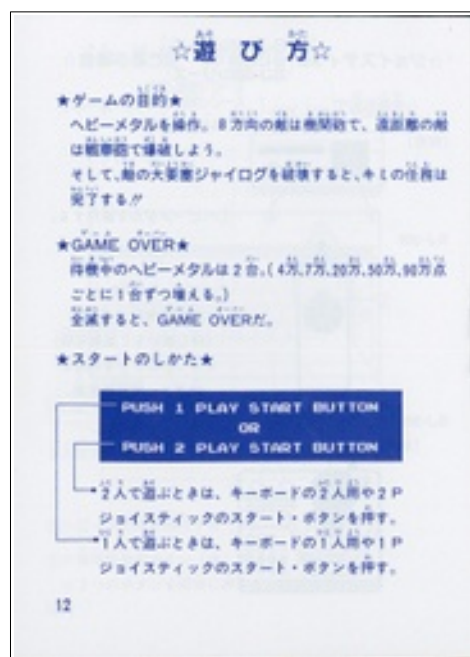 ☆遊び方☆
★ゲームの目的★
ヘビーメタルを操作。8方向の敵は機関砲で、遠距離の敵
は戦車砲で爆破しよう。
そして、敵の大要塞ジャイログを破壊すると、キミの任務は
完了する!!
★GAME OVER★
待機中のヘビーメタルは2台。(4万,7万,20万,50万,90万点
ごとに1台ずつ増える。)
全滅すると、GAME OVERだ。
★スタートのしかた★
PUSH 1 PLAY START BUTTON
OR
PUSH 2 PLAY START BUTTON
2人で遊ぶときは、キーボードの2人用や2P
ジョイスティックのスタート・ボタンを押す。
1人で遊ぶときは、キーボードの1人用や1P
ジョイスティックのスタート・ボタンを押す。
12